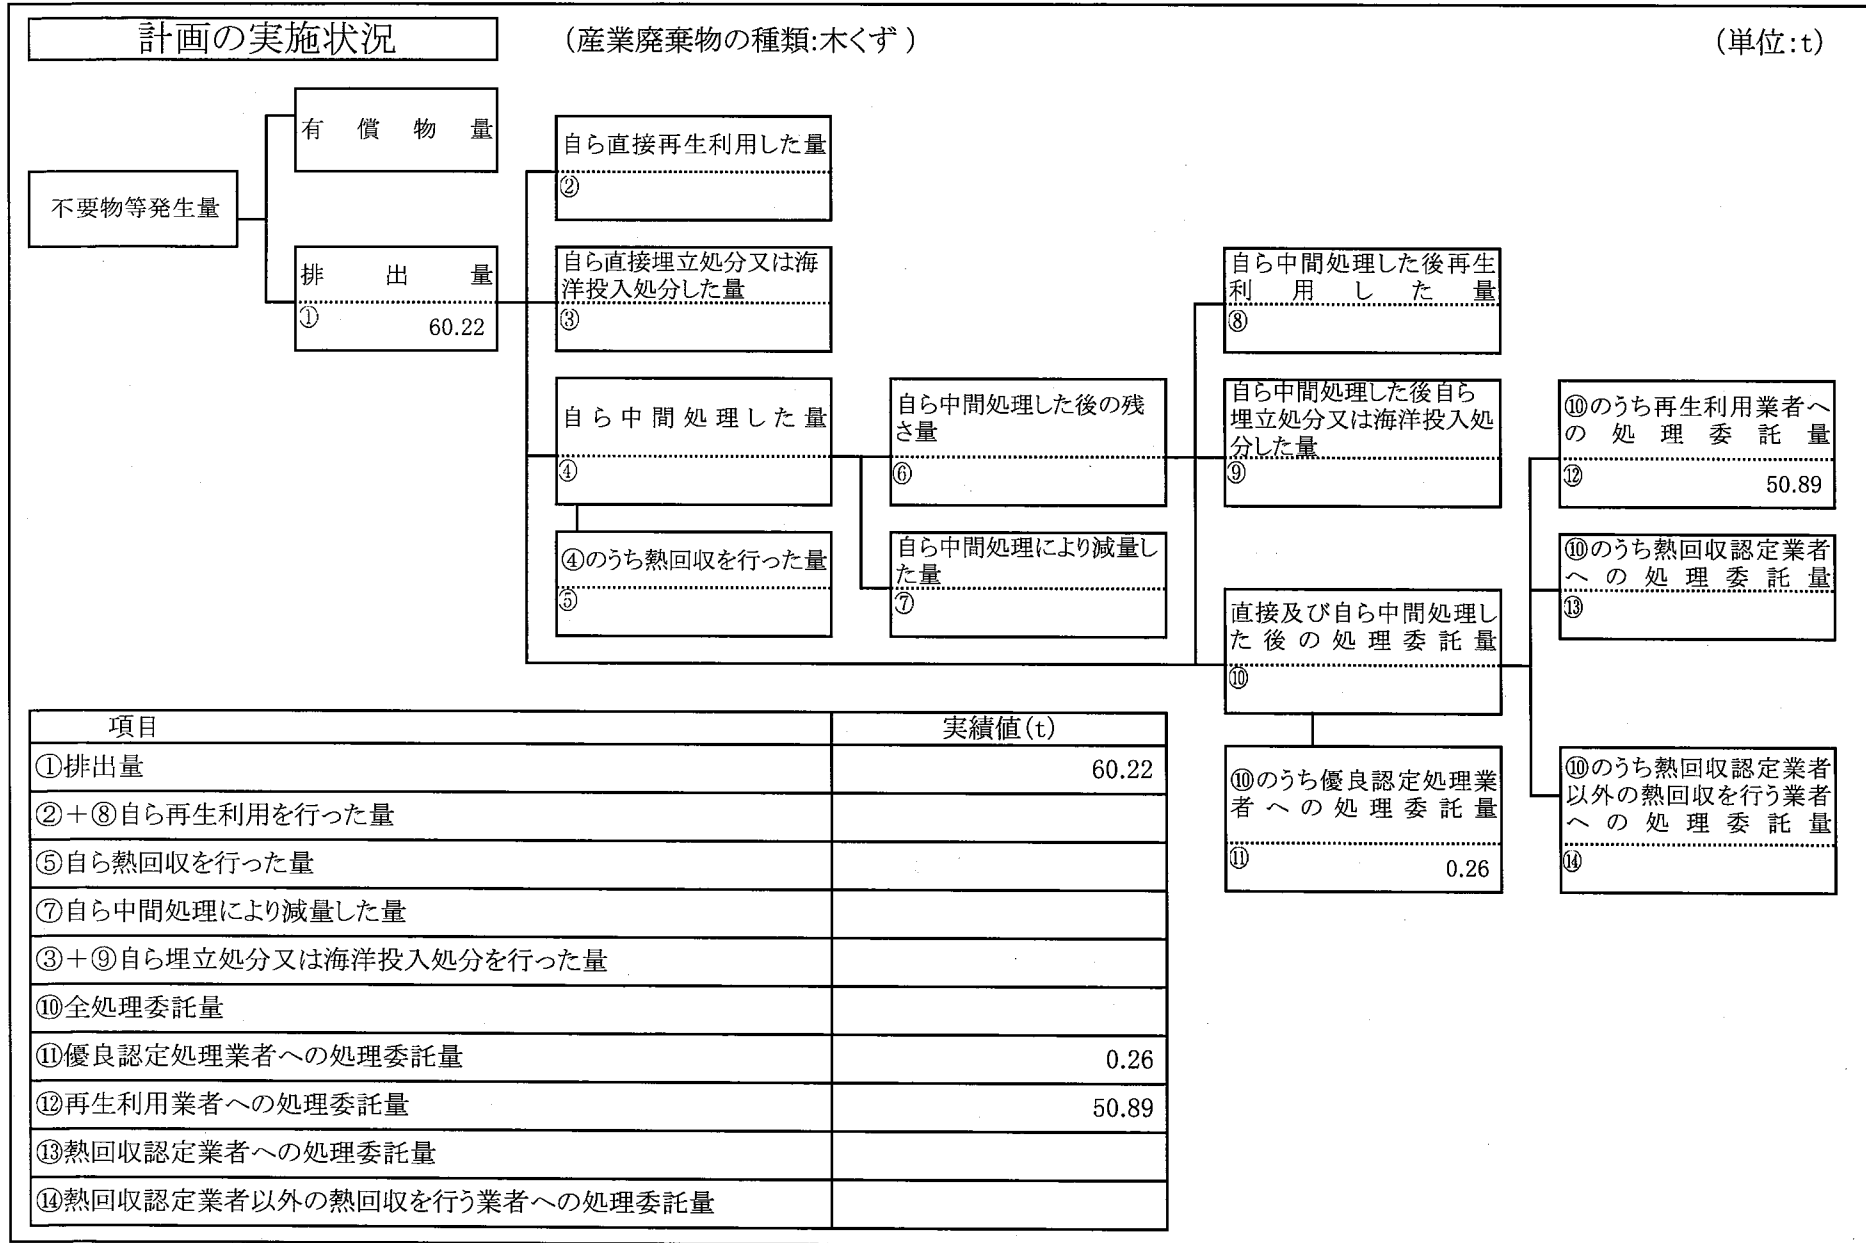 計画の実施状況
（産業廃棄物の種類:木くず）
（単位:t）
有償物量
不要物等発生量
排出量
① 60.22
自ら直接再生利用した量
②
自ら直接埋立処分又は海
洋投入処分した量
③
自ら中間処理した量
④
④のうち熱回収を行った量
⑤
自ら中間処理した後の残
さ量
⑥
自ら中間処理により減量し
た量
⑦
自ら中間処理した後再生
利用した量
⑧
自ら中間処理した後自ら
埋立処分又は海洋投入処
分した量
⑨
直接及び自ら中間処理し
た後の処理委託量
⑩
⑩のうち優良認定処理業
者への処理委託量
⑪ 0.26
⑩のうち再生利用業者へ
の処理委託量
⑫ 50.89
⑩のうち熱回収認定業者
への処理委託量
⑬
⑩のうち熱回収認定業者
以外の熱回収を行う業者
への処理委託量
⑭
項目 実績値(t)
①排出量 60.22
②＋⑧自ら再生利用を行った量
⑤自ら熱回収を行った量
⑦自ら中間処理により減量した量
③＋⑨自ら埋立処分又は海洋投入処分を行った量
⑩全処理委託量
⑪優良認定処理業者への処理委託量 0.26
⑫再生利用業者への処理委託量 50.89
⑬熱回収認定業者への処理委託量
⑭熱回収認定業者以外の熱回収を行う業者への処理委託量